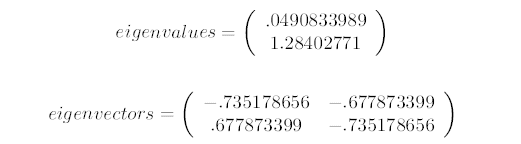 eigenvalues = ( .0490833989
1.28402771 )
eigenvectors = ( −.735178656 −.677873399
.677873399 −.735178656 )